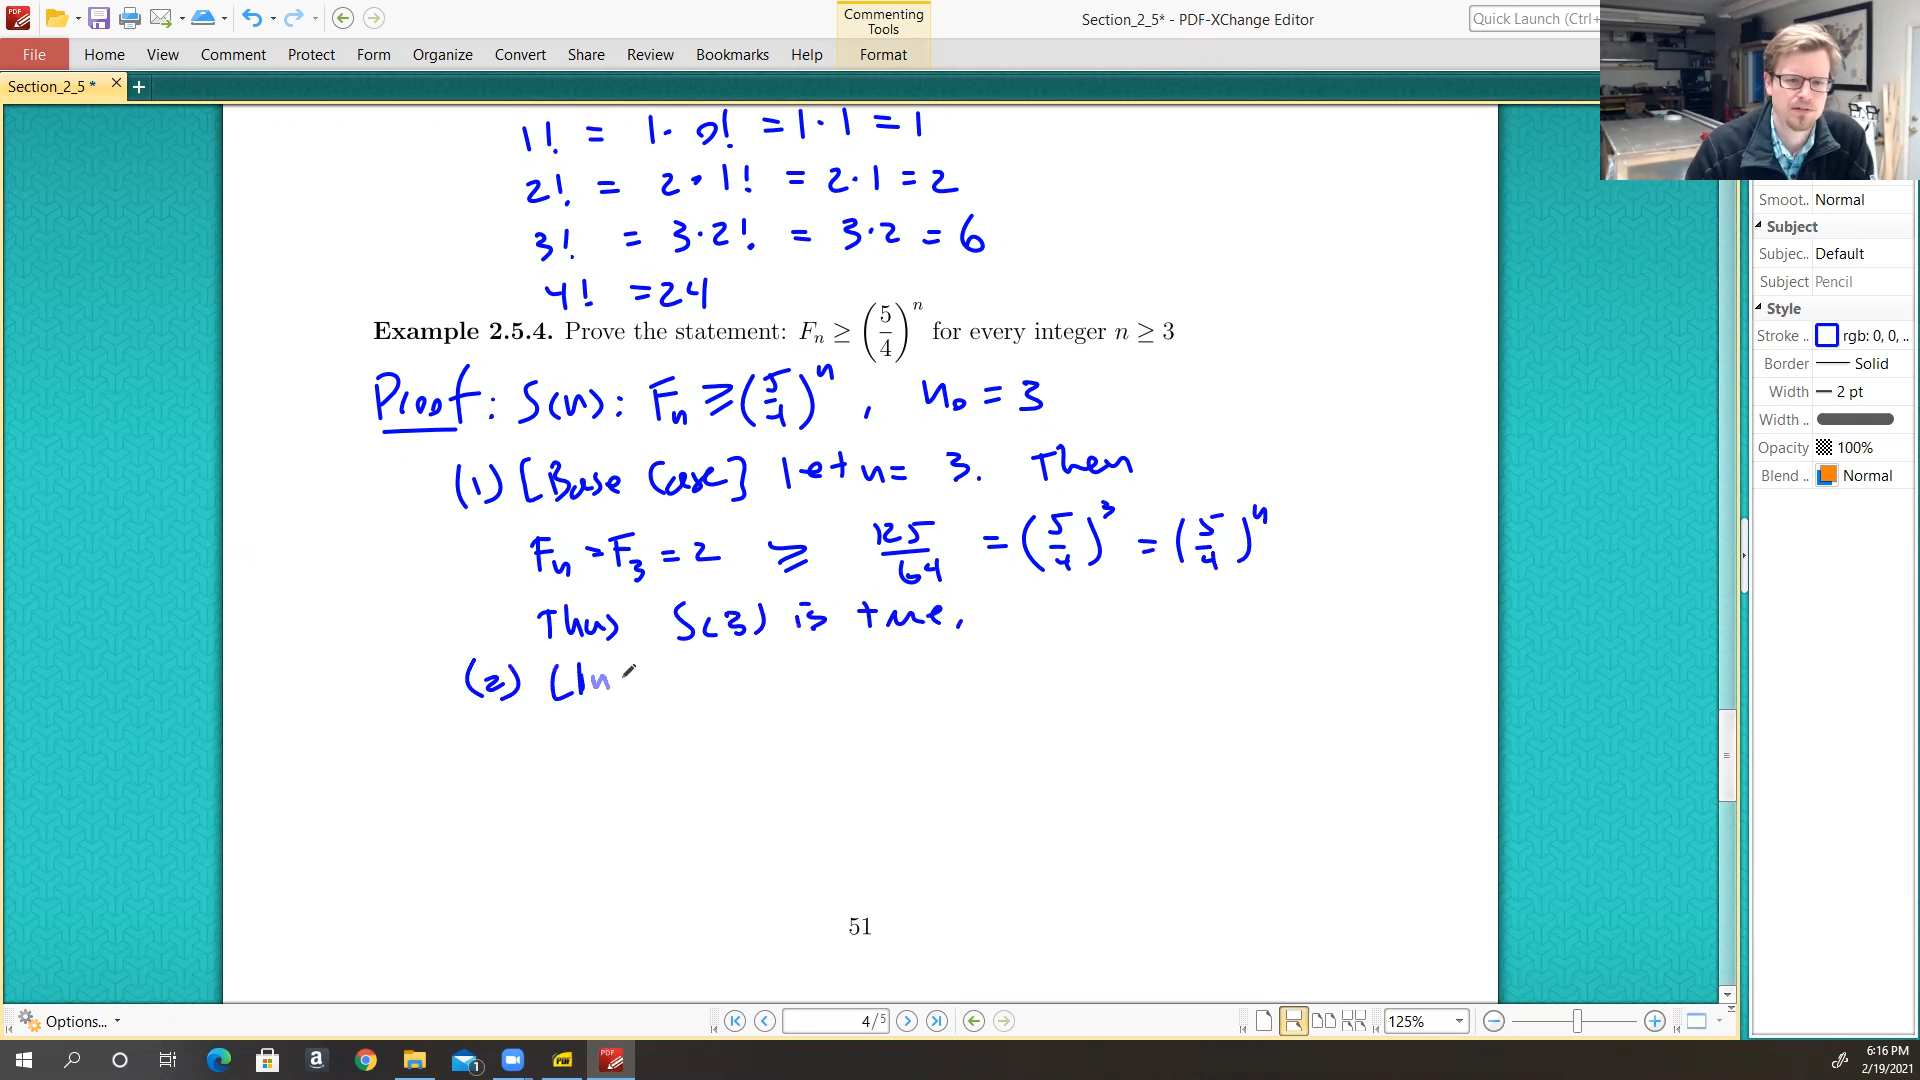 Commenting Tools
Section_2_5* - PDF-XChange Editor
Quick Launch (Ctrl+
File Home View Comment Protect Form Organize Convert Share Review Bookmarks Help Format
Section_2_5 *
1! = 1· 0! = 1·1 = 1
2! = 2·1! = 2·1 = 2
3! = 3·2! = 3·2 = 6
4! = 24
Example 2.5.4. Prove the statement: Fₙ ≥ (5/4)ⁿ for every integer n ≥ 3
Proof: S(n): Fₙ ≥ (5/4)ⁿ, n₀ = 3
(1) [Base Case] let n = 3. Then
Fₙ = F₃ = 2 ≥ 125/64 = (5/4)³ = (5/4)ⁿ
Thus S(3) is true.
(2) [In
51
Smoot.. Normal
Subject
Subjec.. Default
Subject Pencil
Style
Stroke .. rgb: 0, 0, ..
Border Solid
Width 2 pt
Width ..
Opacity 100%
Blend .. Normal
Options...
4/5
125%
6:16 PM
2/19/2021